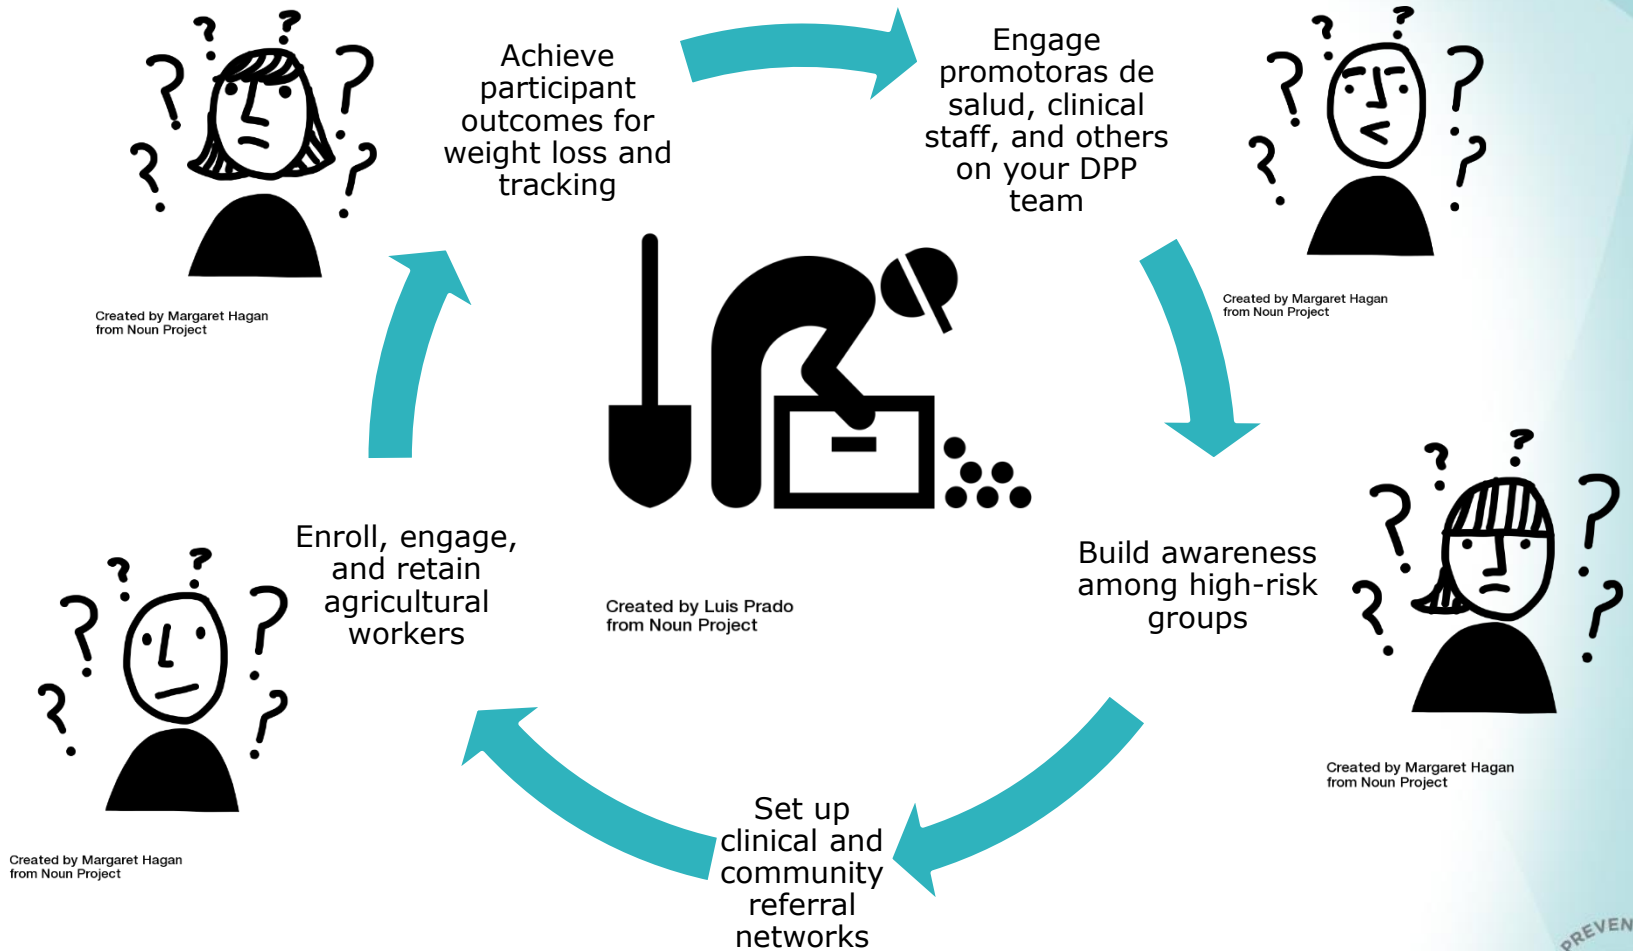 Achieve
participant
outcomes for
weight loss and
tracking
Engage
promotoras de
salud, clinical
staff, and others
on your DPP
team
Created by Margaret Hagan
from Noun Project
Created by Margaret Hagan
from Noun Project
Build awareness
among high-risk
groups
Created by Margaret Hagan
from Noun Project
Set up
clinical and
community
referral
networks
Enroll, engage,
and retain
agricultural
workers
Created by Margaret Hagan
from Noun Project
Created by Luis Prado
from Noun Project